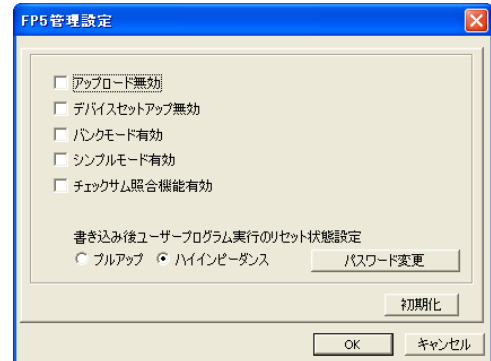 FP5管理設定
アップロード無効
デバイスセットアップ無効
バンクモード有効
シンプルモード有効
チェックサム照合機能有効
書き込み後ユーザープログラム実行のリセット状態設定
プルアップ ハイインピーダンス パスワード変更
初期化
OK キャンセル